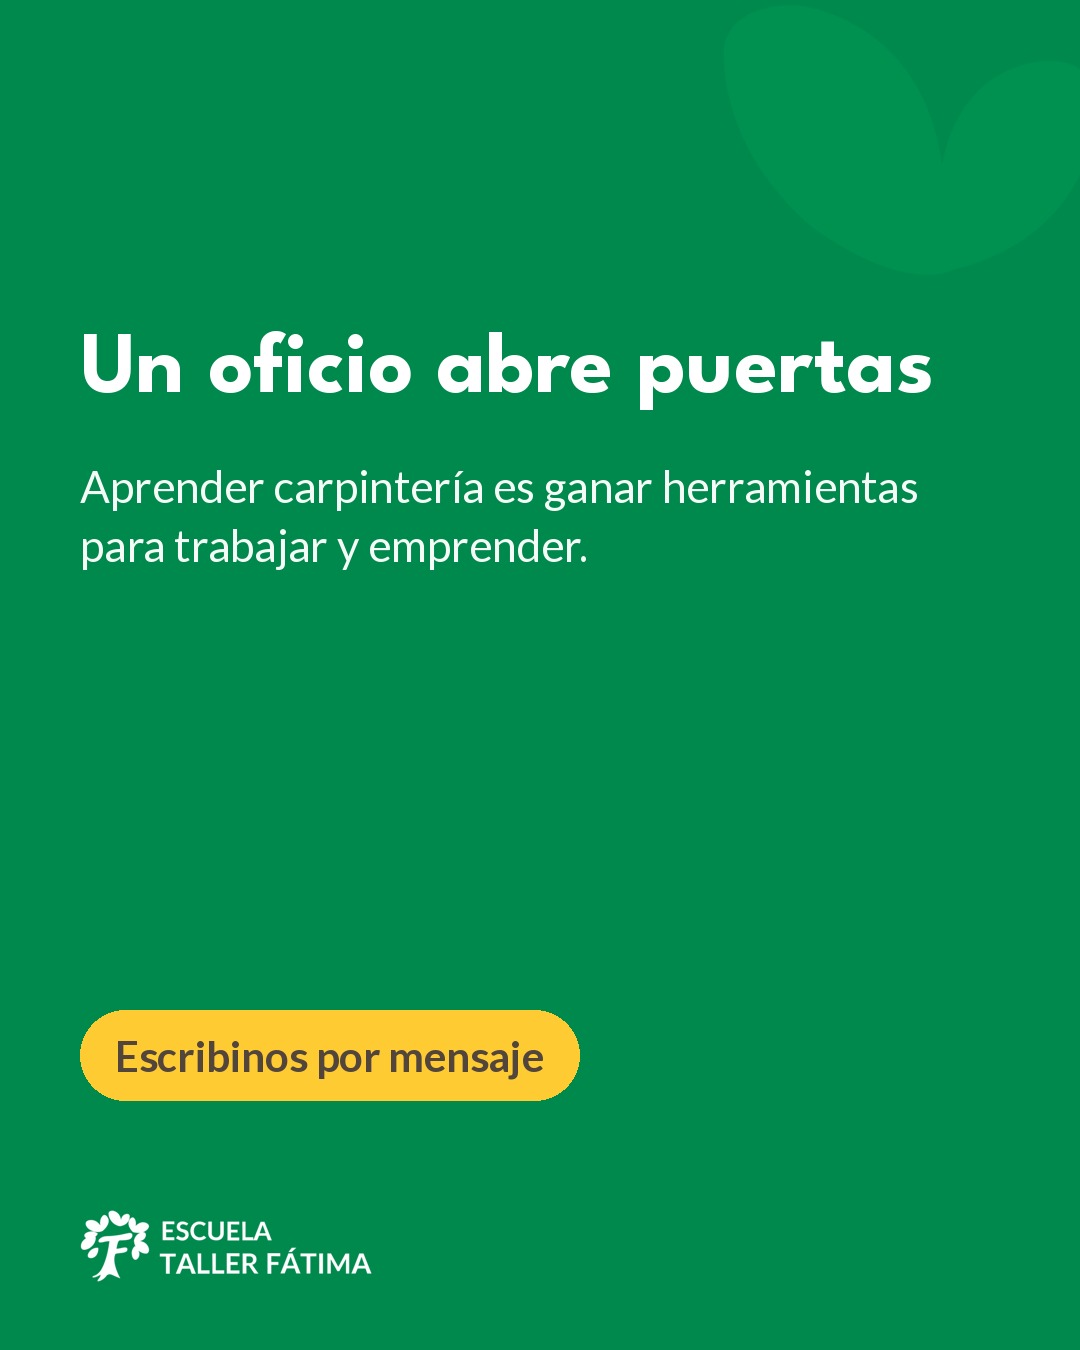 Un oficio abre puertas
Aprender carpintería es ganar herramientas
para trabajar y emprender.
Escribinos por mensaje
ESCUELA
TALLER FÁTIMA